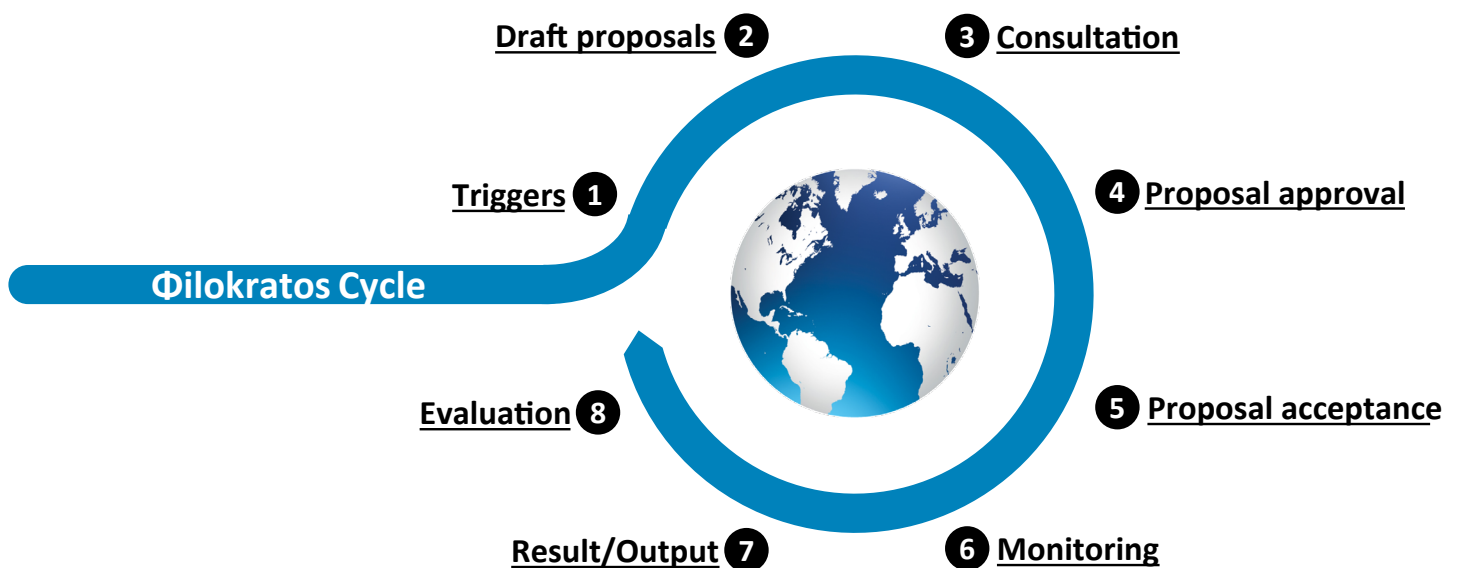 Draft proposals 2
3 Consultation
Triggers 1
4 Proposal approval
Φilokratos Cycle
Evaluation 8
5 Proposal acceptance
Result/Output 7
6 Monitoring